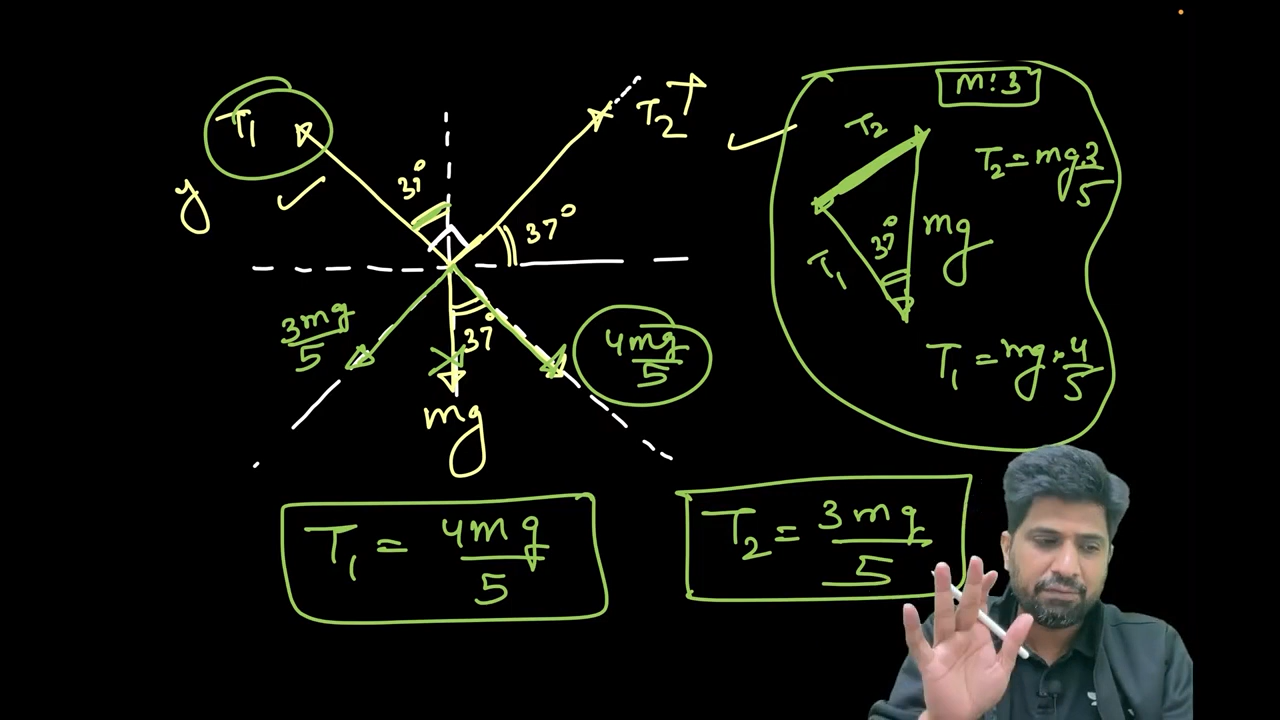 T₁
37°
y
T₂
37°
3mg/5
37°
4mg/5
mg
T₁ = 4mg/5
T₂ = 3mg/5
M:3
T₂
T₂ = mg 3/5
37°
mg
T₁
T₁ = mg × 4/5